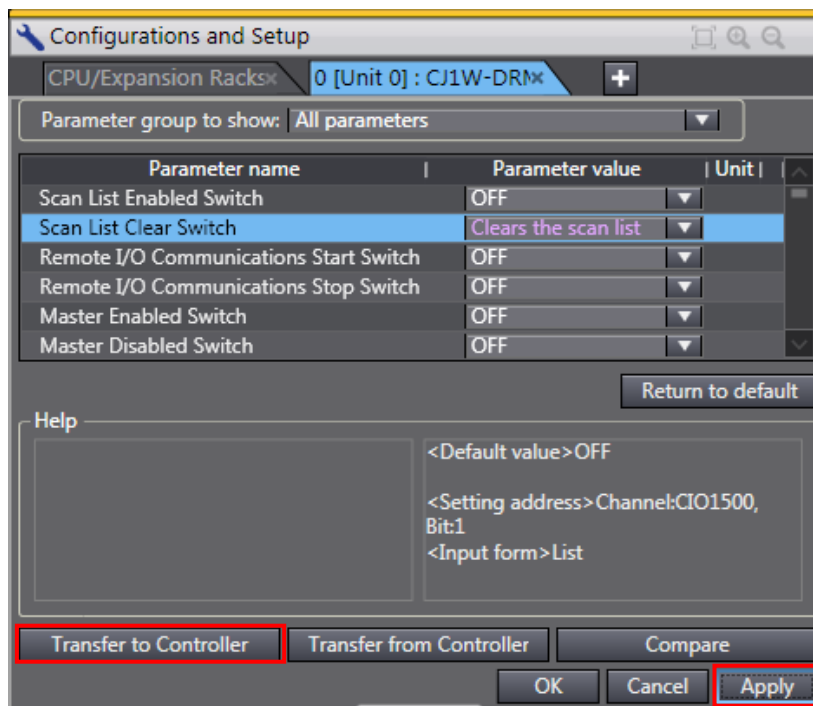 Configurations and Setup
CPU/Expansion Racks 0 [Unit 0] : CJ1W-DRM
Parameter group to show: All parameters
Parameter name | Parameter value | Unit |
Scan List Enabled Switch OFF
Scan List Clear Switch Clears the scan list
Remote I/O Communications Start Switch OFF
Remote I/O Communications Stop Switch OFF
Master Enabled Switch OFF
Master Disabled Switch OFF
Return to default
Help
<Default value>OFF
<Setting address>Channel:CIO1500,
Bit:1
<Input form>List
Transfer to Controller Transfer from Controller Compare
OK Cancel Apply